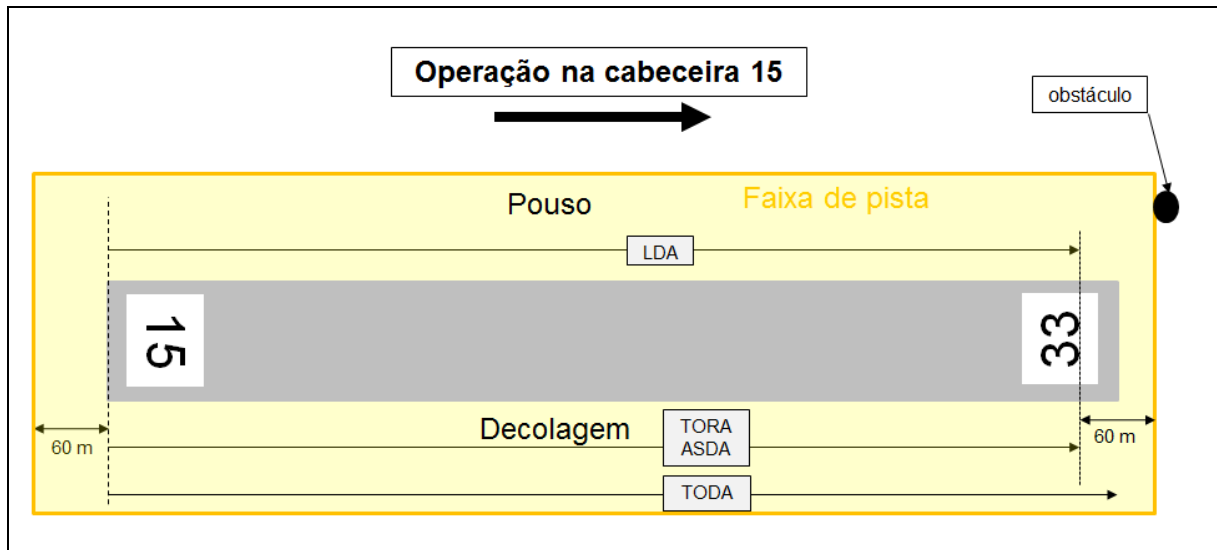 Operação na cabeceira 15
obstáculo
Pouso
Faixa de pista
LDA
15
33
60 m
Decolagem
TORA
ASDA
60 m
TODA